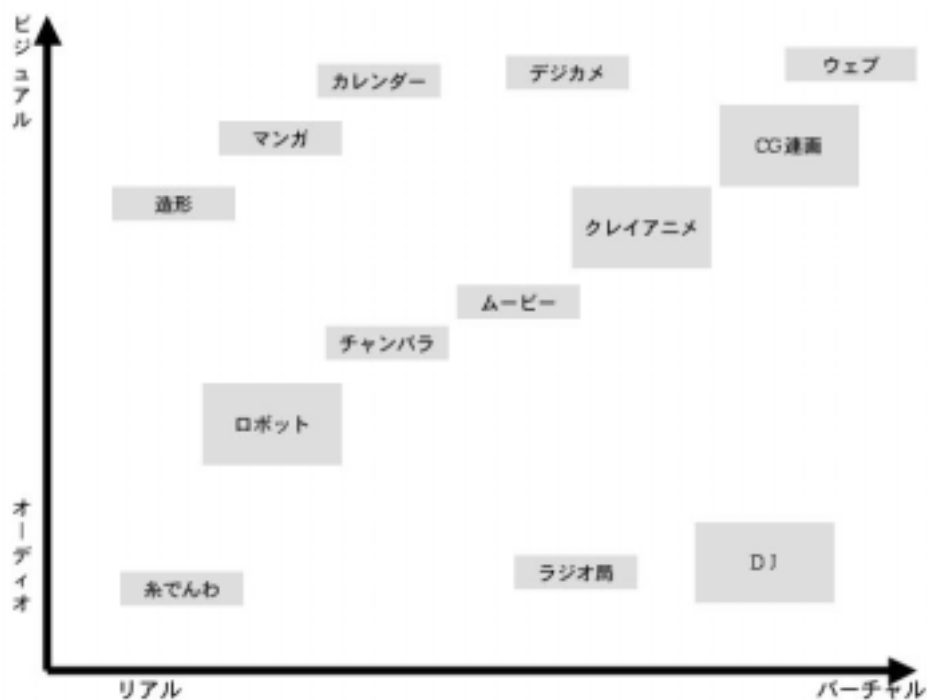 ビジュアル
カレンダー
デジカメ
ウェブ
マンガ
CG連画
造形
クレイアニメ
ムービー
チャンバラ
ロボット
オーディオ
糸でんわ
ラジオ局
DJ
リアル
バーチャル